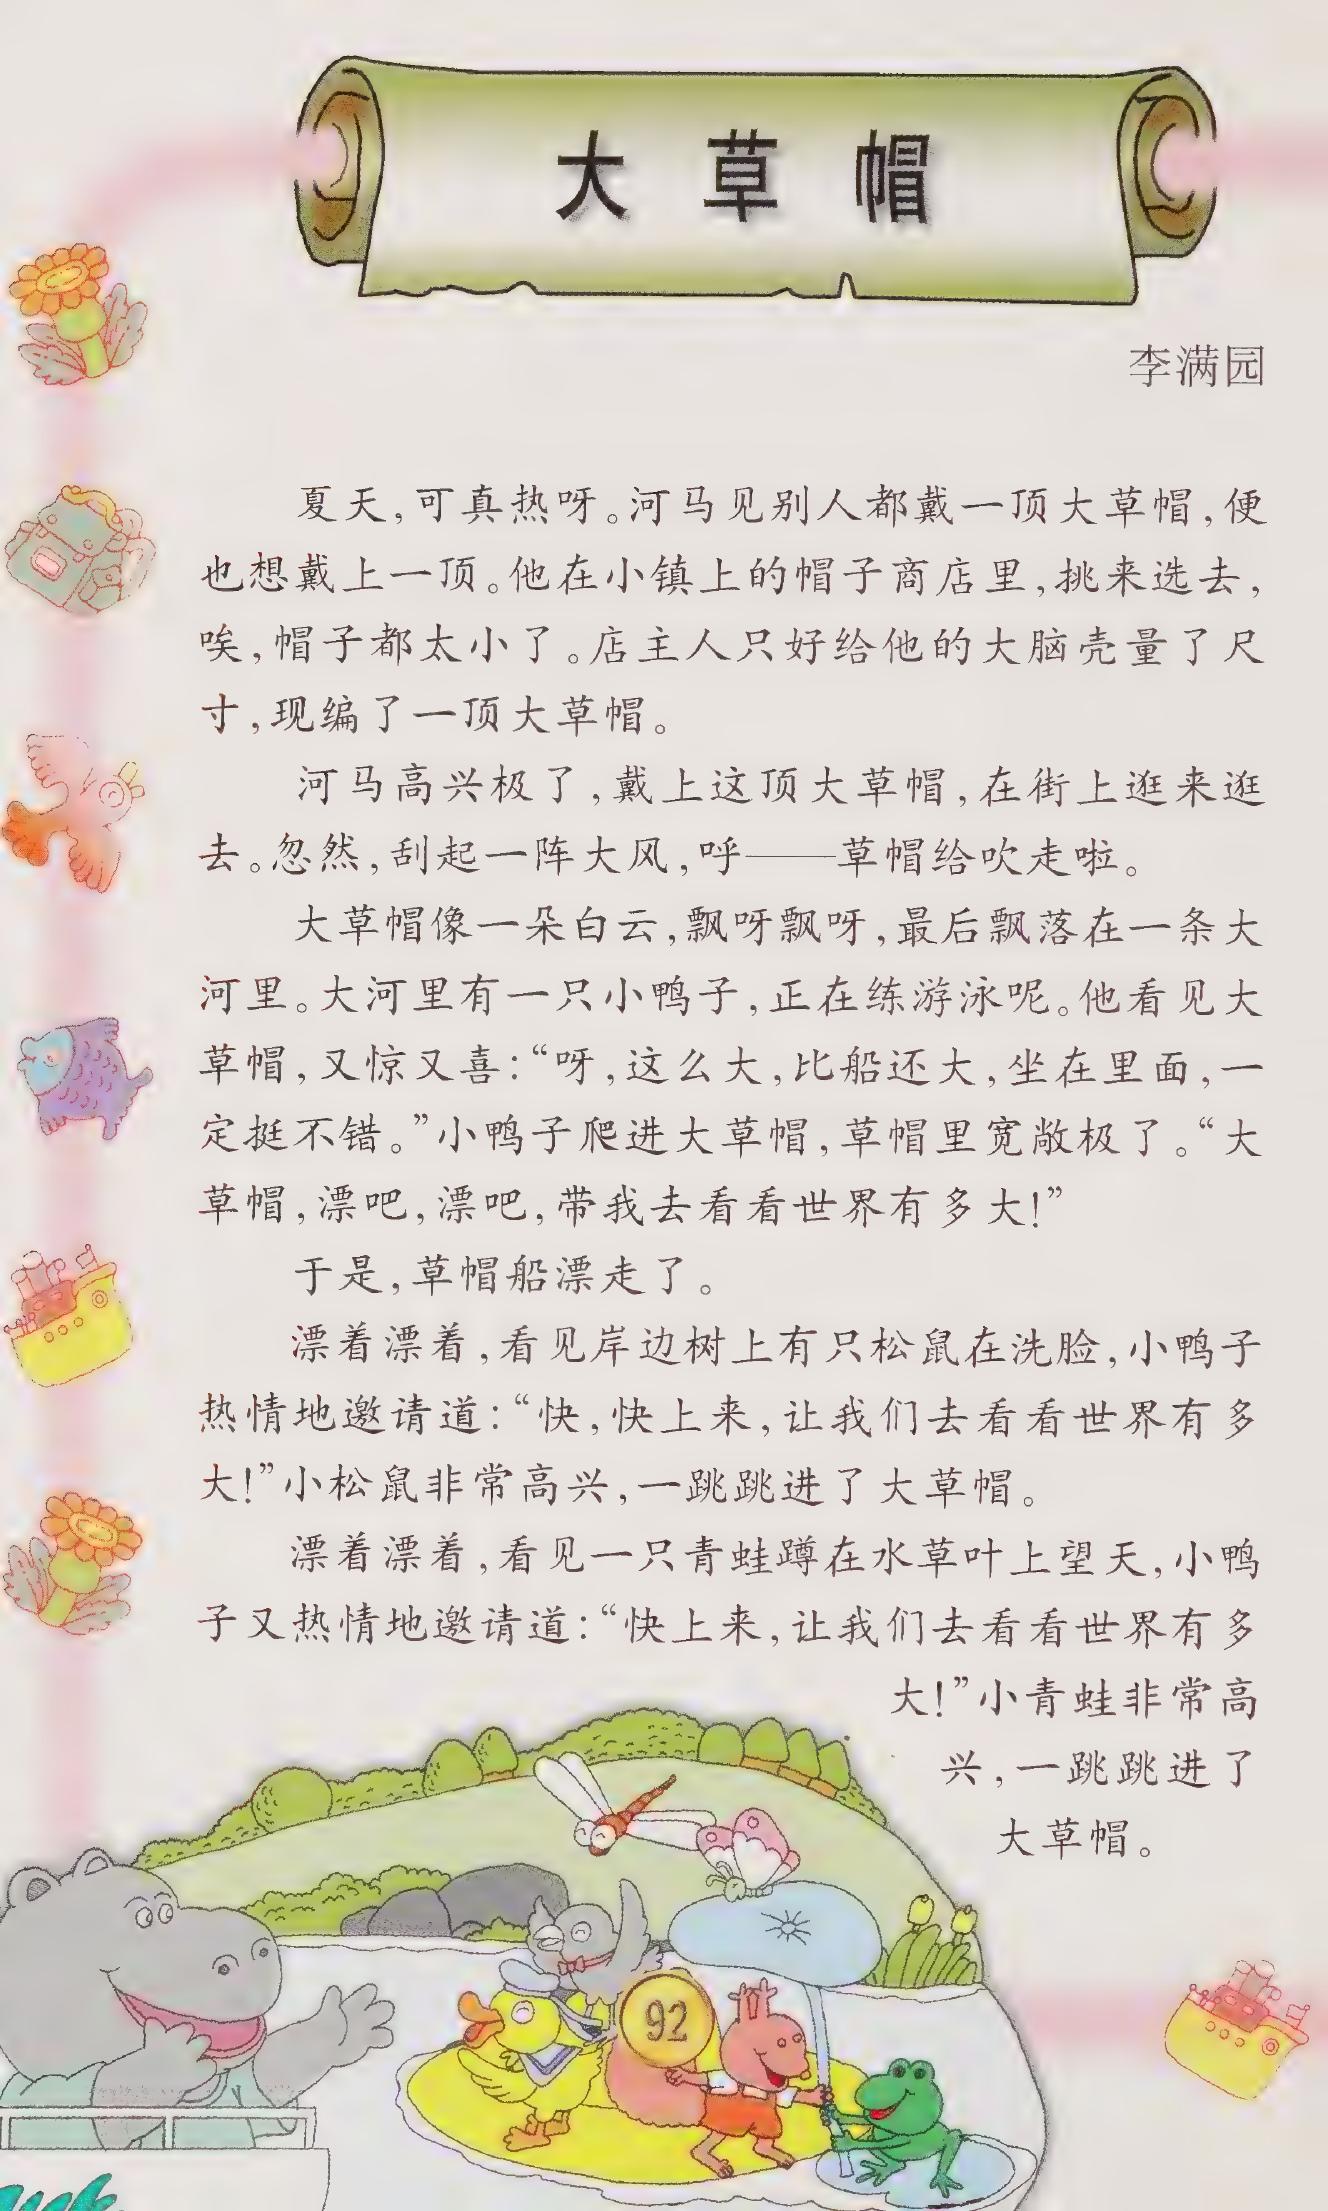 大草帽
李满园
夏天,可真热呀。河马见别人都戴一顶大草帽,便
也想戴上一顶。他在小镇上的帽子商店里,挑来选去,
唉,帽子都太小了。店主人只好给他的大脑壳量了尺
寸,现编了一顶大草帽。
河马高兴极了,戴上这顶大草帽,在街上逛来逛
去。忽然,刮起一阵大风,呼——草帽给吹走啦。
大草帽像一朵白云,飘呀飘呀,最后飘落在一条大
河里。大河里有一只小鸭子,正在练游泳呢。他看见大
草帽,又惊又喜:“呀,这么大,比船还大,坐在里面,一
定挺不错。”小鸭子爬进大草帽,草帽里宽敞极了。“大
草帽,漂吧,漂吧,带我去看看世界有多大!”
于是,草帽船漂走了。
漂着漂着,看见岸边树上有只松鼠在洗脸,小鸭子
热情地邀请道:“快,快上来,让我们去看看世界有多
大!”小松鼠非常高兴,一跳跳进了大草帽。
漂着漂着,看见一只青蛙蹲在水草叶上望天,小鸭
子又热情地邀请道:“快上来,让我们去看看世界有多
大!”小青蛙非常高
兴,一跳跳进了
大草帽。
92